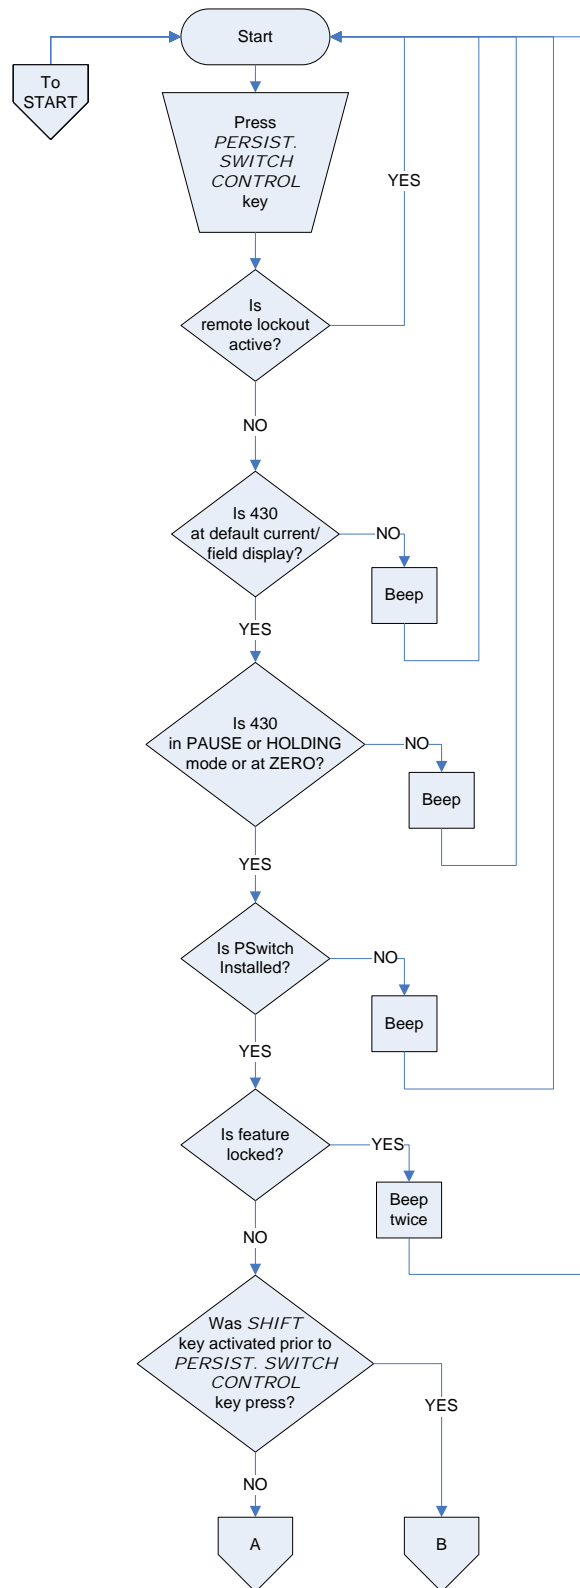 Start
To
START
Press
PERSIST.
SWITCH
CONTROL
key
YES
Is
remote lockout
active?
NO
Is 430
at default current/
field display?
NO
Beep
YES
Is 430
in PAUSE or HOLDING
mode or at ZERO?
NO
Beep
YES
Is PSwitch
Installed?
NO
Beep
YES
Is feature
locked?
YES
Beep
twice
NO
Was SHIFT
key activated prior to
PERSIST. SWITCH
CONTROL
key press?
YES
NO
A
B